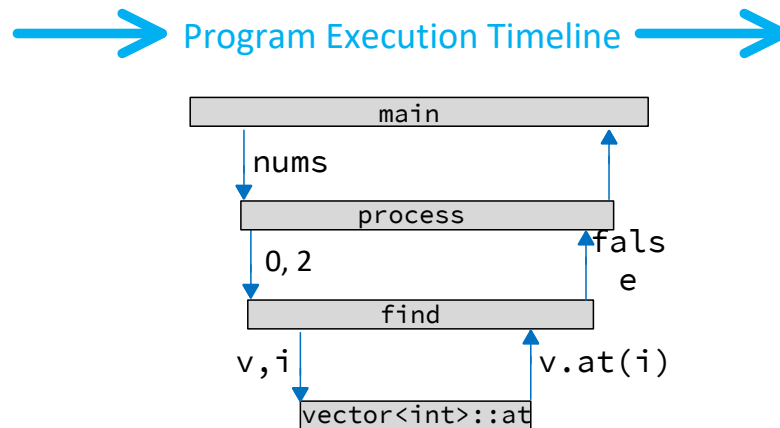 Program Execution Timeline
main
nums
process
0, 2
fals
e
find
v,i
v.at(i)
vector<int>::at